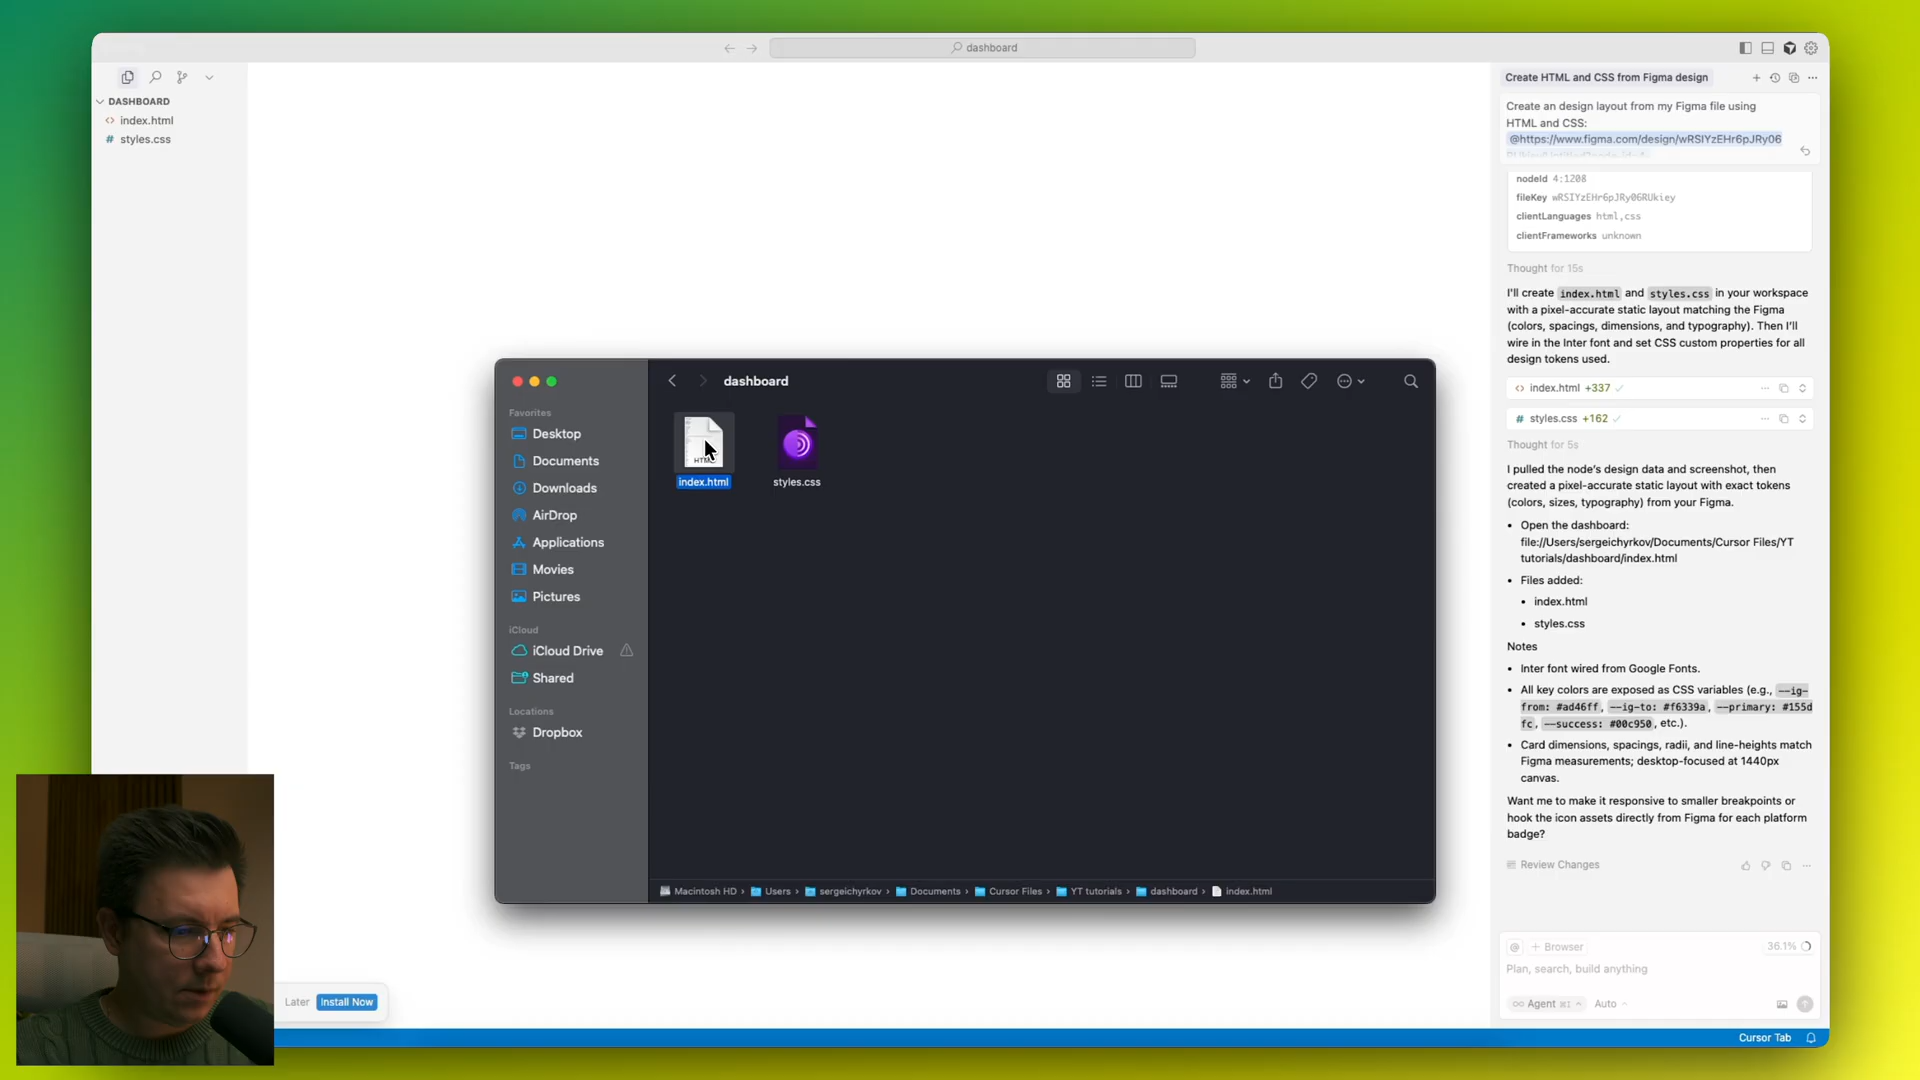 dashboard
DASHBOARD
index.html
styles.css
Create HTML and CSS from Figma design
Create an design layout from my Figma file using
HTML and CSS:
@https://www.figma.com/design/wRSIYzEHr6pJRy06
nodeId 4:1208
fileKey wRSIYzEHr6pJRy06RUkiey
clientLanguages html,css
clientFrameworks unknown
Thought for 15s
I'll create index.html and styles.css in your workspace
with a pixel-accurate static layout matching the Figma
(colors, spacings, dimensions, and typography). Then I'll
wire in the Inter font and set CSS custom properties for all
design tokens used.
index.html +337
styles.css +162
Thought for 5s
I pulled the node's design data and screenshot, then
created a pixel-accurate static layout with exact tokens
(colors, sizes, typography) from your Figma.
• Open the dashboard:
file://Users/sergeichyrkov/Documents/Cursor Files/YT
tutorials/dashboard/index.html
• Files added:
• index.html
• styles.css
Notes
• Inter font wired from Google Fonts.
• All key colors are exposed as CSS variables (e.g., --ig-
from: #ad46ff, --ig-to: #f6339a, --primary: #155d
fc, --success: #00c950, etc.).
• Card dimensions, spacings, radii, and line-heights match
Figma measurements; desktop-focused at 1440px
canvas.
Want me to make it responsive to smaller breakpoints or
hook the icon assets directly from Figma for each platform
badge?
Review Changes
@ + Browser 36.1%
Plan, search, build anything
Agent ⌘I Auto
dashboard
Favorites
Desktop
Documents
Downloads
AirDrop
Applications
Movies
Pictures
iCloud
iCloud Drive
Shared
Locations
Dropbox
Tags
HTML
index.html
styles.css
Macintosh HD › Users › sergeichyrkov › Documents › Cursor Files › YT tutorials › dashboard › index.html
Later Install Now
Cursor Tab